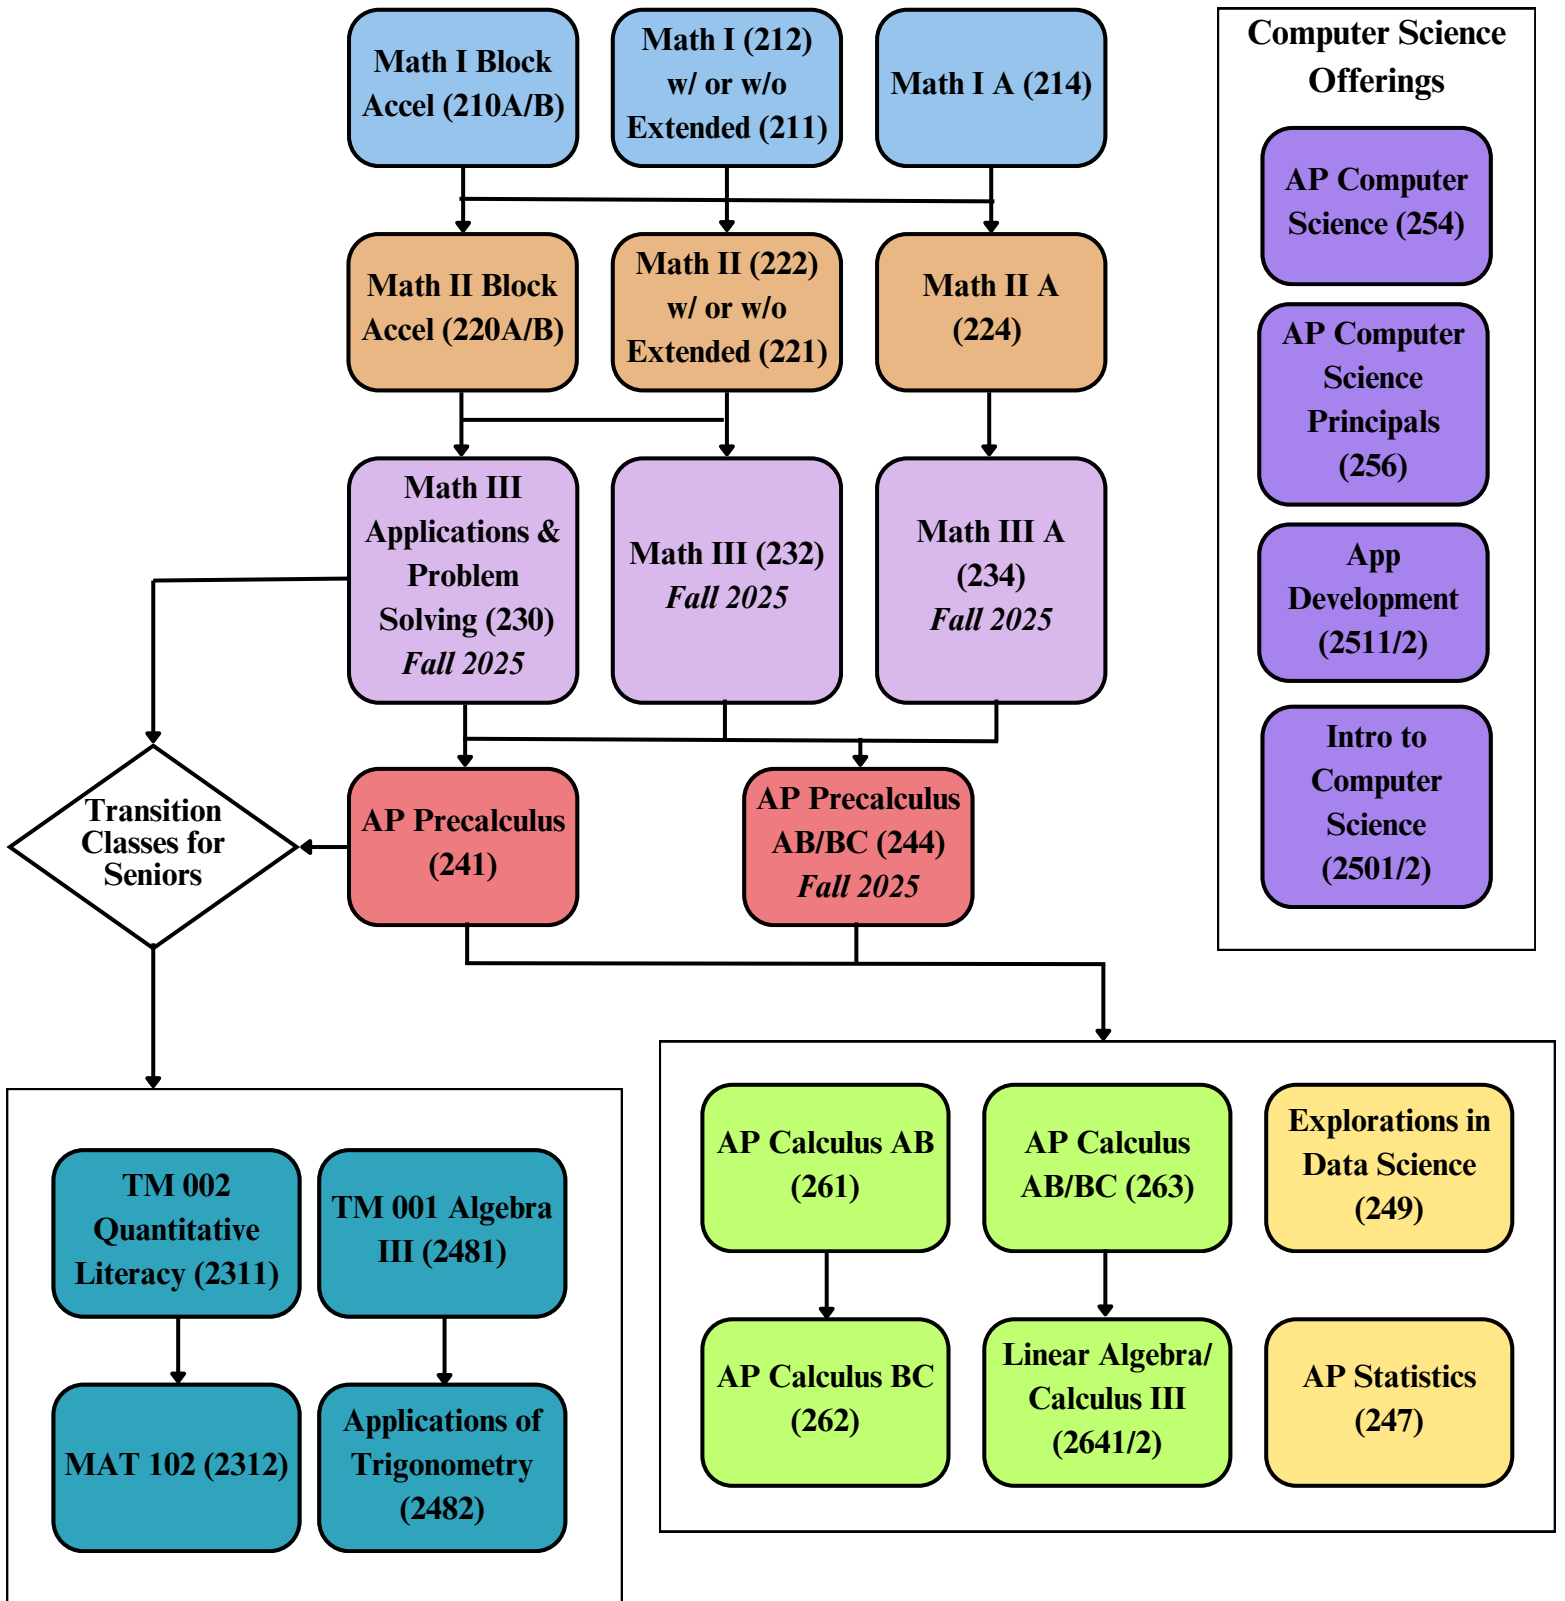 Math I Block
Accel (210A/B)
Math I (212)
w/ or w/o
Extended (211)
Math I A (214)
Math II Block
Accel (220A/B)
Math II (222)
w/ or w/o
Extended (221)
Math II A
(224)
Math III
Applications &
Problem
Solving (230)
Fall 2025
Math III (232)
Fall 2025
Math III A
(234)
Fall 2025
Transition
Classes for
Seniors
AP Precalculus
(241)
AP Precalculus
AB/BC (244)
Fall 2025
Computer Science
Offerings
AP Computer
Science (254)
AP Computer
Science
Principals
(256)
App
Development
(2511/2)
Intro to
Computer
Science
(2501/2)
TM 002
Quantitative
Literacy (2311)
TM 001 Algebra
III (2481)
MAT 102 (2312)
Applications of
Trigonometry
(2482)
AP Calculus AB
(261)
AP Calculus
AB/BC (263)
Explorations in
Data Science
(249)
AP Calculus BC
(262)
Linear Algebra/
Calculus III
(2641/2)
AP Statistics
(247)